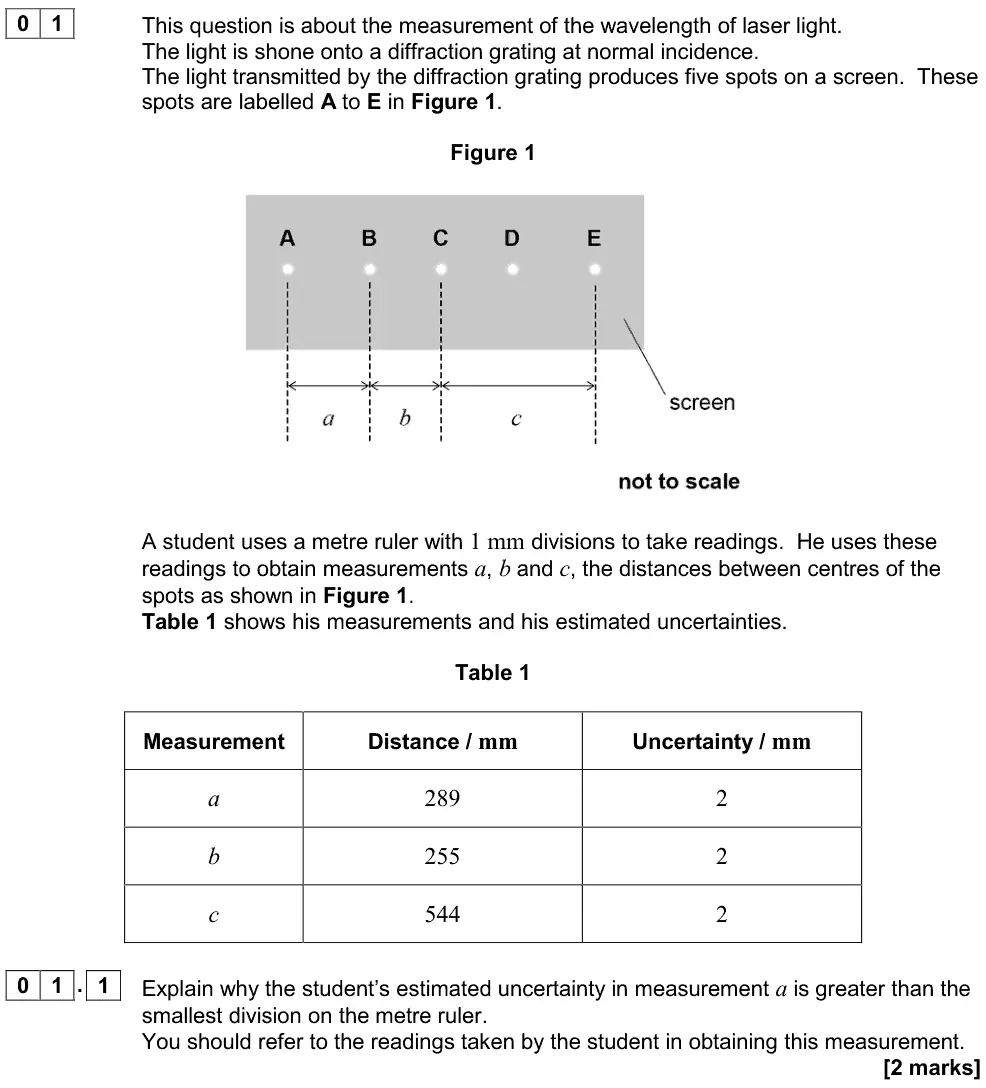 0 1 This question is about the measurement of the wavelength of laser light.
The light is shone onto a diffraction grating at normal incidence.
The light transmitted by the diffraction grating produces five spots on a screen. These
spots are labelled A to E in Figure 1.
Figure 1
A B C D E
a b c
screen
not to scale
A student uses a metre ruler with 1 mm divisions to take readings. He uses these
readings to obtain measurements a, b and c, the distances between centres of the
spots as shown in Figure 1.
Table 1 shows his measurements and his estimated uncertainties.
Table 1
Measurement Distance / mm Uncertainty / mm
a 289 2
b 255 2
c 544 2
0 1 . 1 Explain why the student's estimated uncertainty in measurement a is greater than the
smallest division on the metre ruler.
You should refer to the readings taken by the student in obtaining this measurement.
[2 marks]